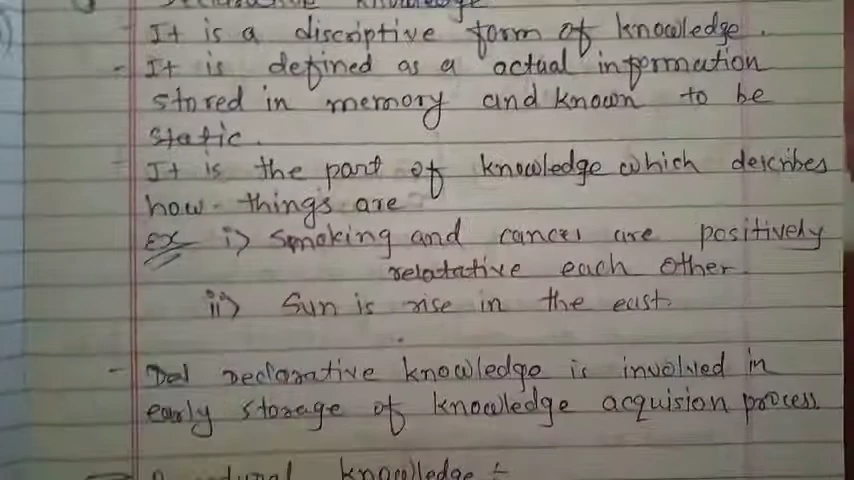 Declarative knowledge
- It is a discriptive form of knowledge.
- It is defined as a actual information
stored in memory and known to be
static.
- It is the part of knowledge which describes
how things are
Ex i) Smoking and cancer are positively
relatative each other.
ii) Sun is rise in the east.
- Declarative knowledge is involved in
early storage of knowledge acquision process.
knowledge :-